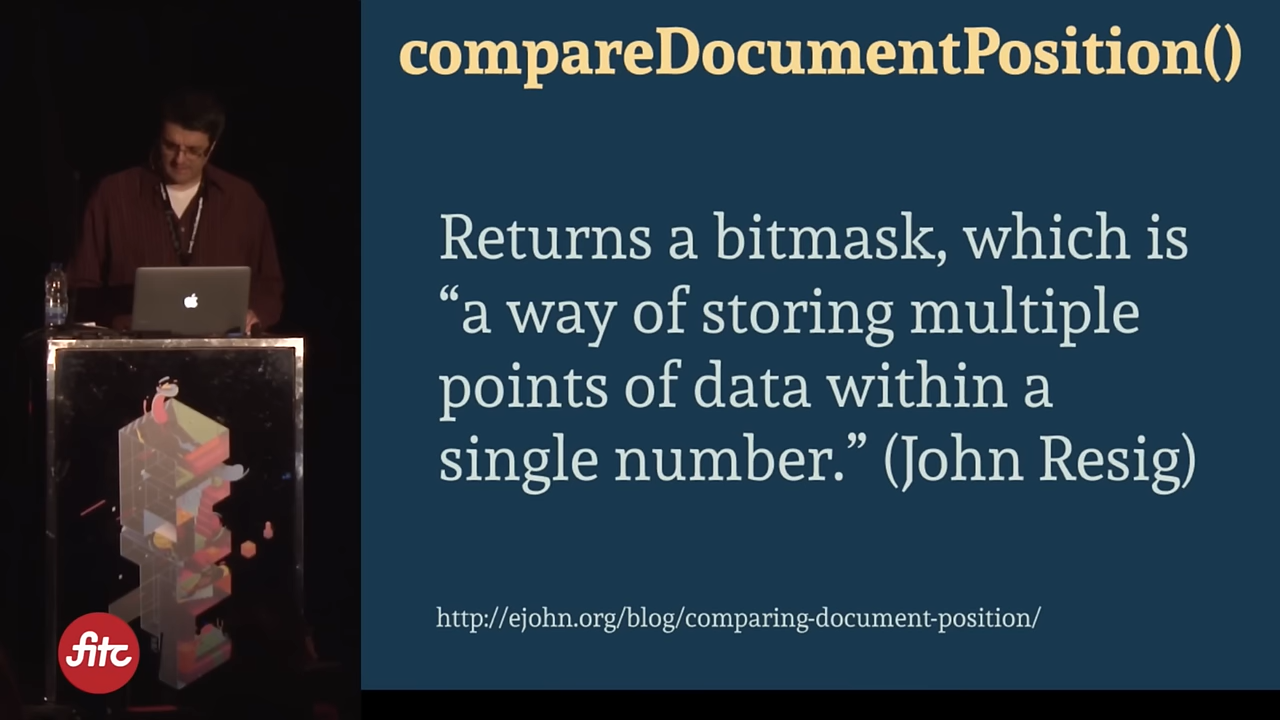 compareDocumentPosition()
Returns a bitmask, which is
“a way of storing multiple
points of data within a
single number.” (John Resig)
http://ejohn.org/blog/comparing-document-position/
fitc